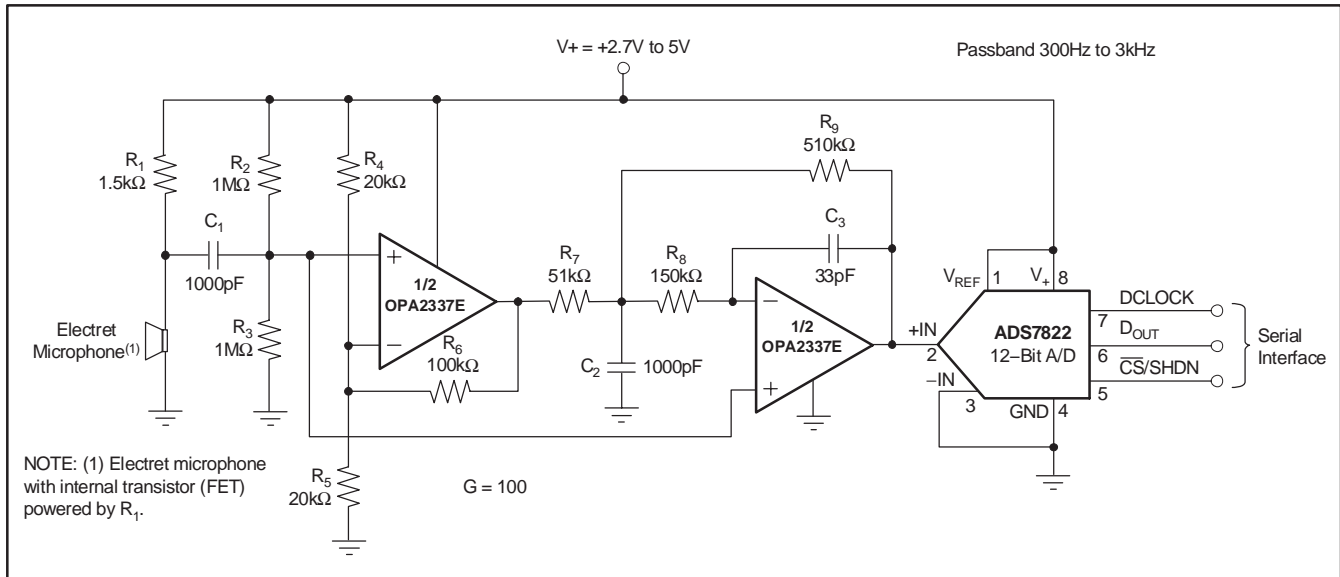 V+ = +2.7V to 5V
Passband 300Hz to 3kHz
R9
510kΩ
R1
1.5kΩ
R2
1MΩ
R4
20kΩ
C1
1000pF
C3
33pF
R7
51kΩ
R8
150kΩ
+
1/2
OPA2337E
−
VREF
1
V+
8
Electret
Microphone(1)
R3
1MΩ
R6
100kΩ
C2
1000pF
−
1/2
OPA2337E
+
+IN
2
ADS7822
12−Bit A/D
−IN
3
GND
4
DCLOCK
7
DOUT
6
CS/SHDN
5
Serial
Interface
NOTE: (1) Electret microphone
with internal transistor (FET)
powered by R1.
R5
20kΩ
G = 100